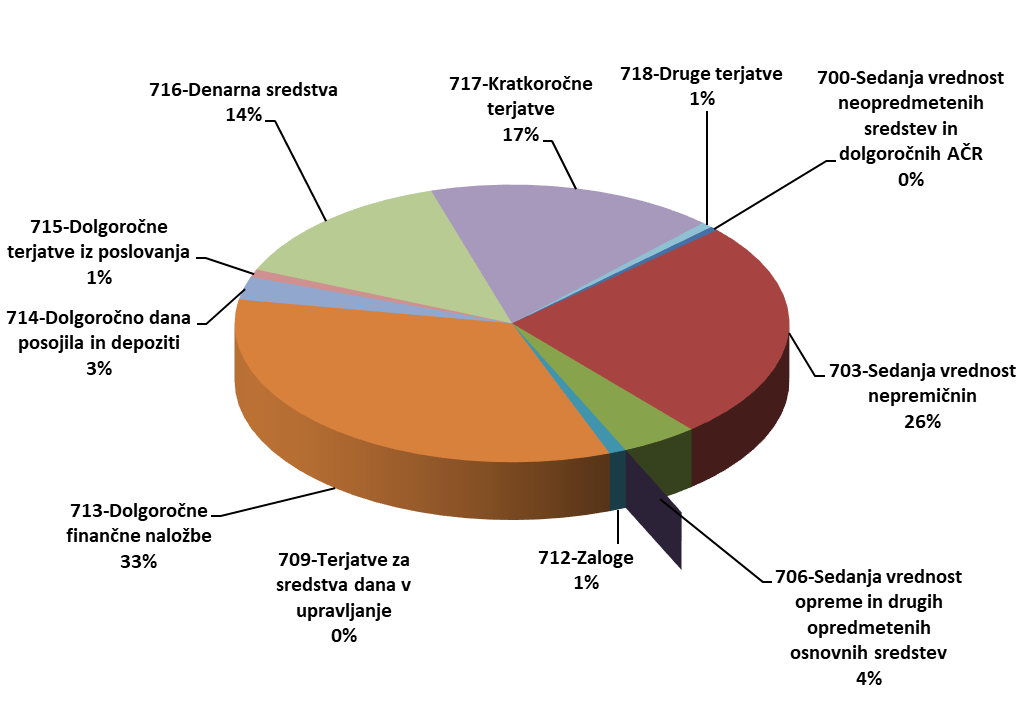 716-Denarna sredstva
14%
717-Kratkoročne
terjatve
17%
718-Druge terjatve
1%
700-Sedanja vrednost
neopredmetenih
sredstev in
dolgoročnih AČR
0%
715-Dolgoročne
terjatve iz poslovanja
1%
714-Dolgoročno dana
posojila in depoziti
3%
703-Sedanja vrednost
nepremičnin
26%
713-Dolgoročne
finančne naložbe
33%
709-Terjatve za
sredstva dana v
upravljanje
0%
712-Zaloge
1%
706-Sedanja vrednost
opreme in drugih
opredmetenih
osnovnih sredstev
4%